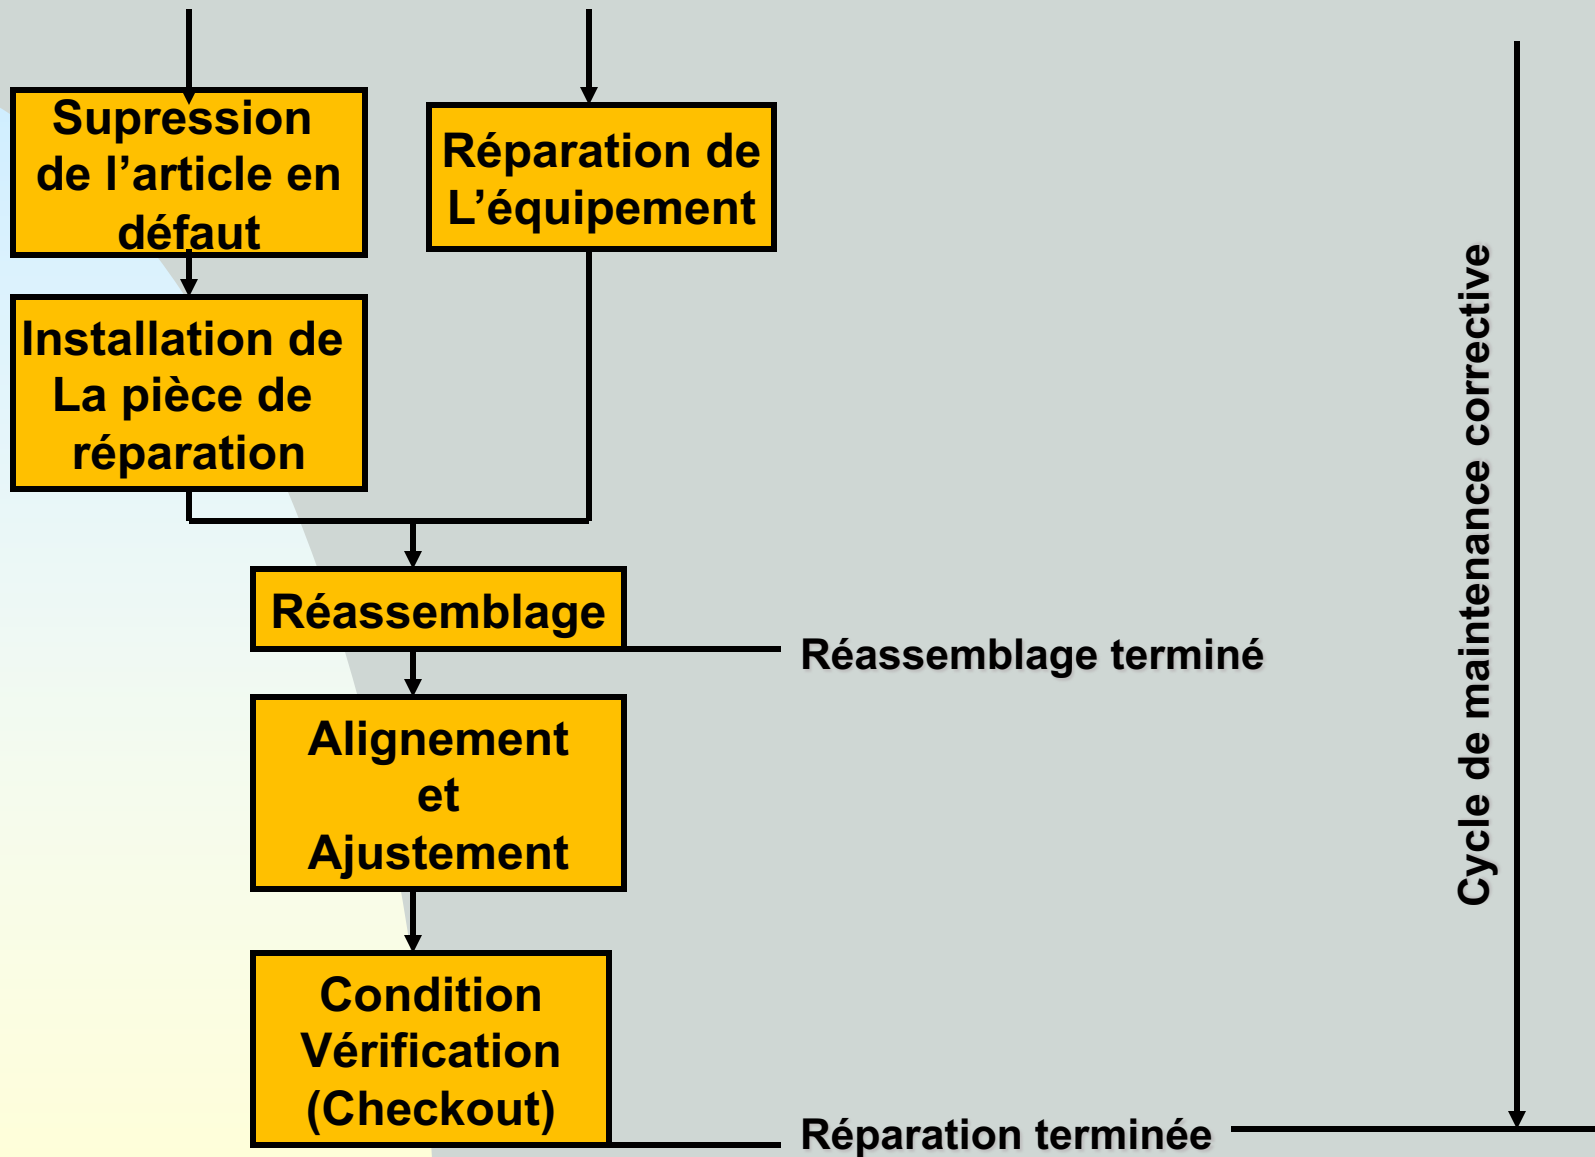 Supression
de l’article en
défaut
Réparation de
L’équipement
Installation de
La pièce de
réparation
Réassemblage
Réassemblage terminé
Alignement
et
Ajustement
Condition
Vérification
(Checkout)
Réparation terminée
Cycle de maintenance corrective